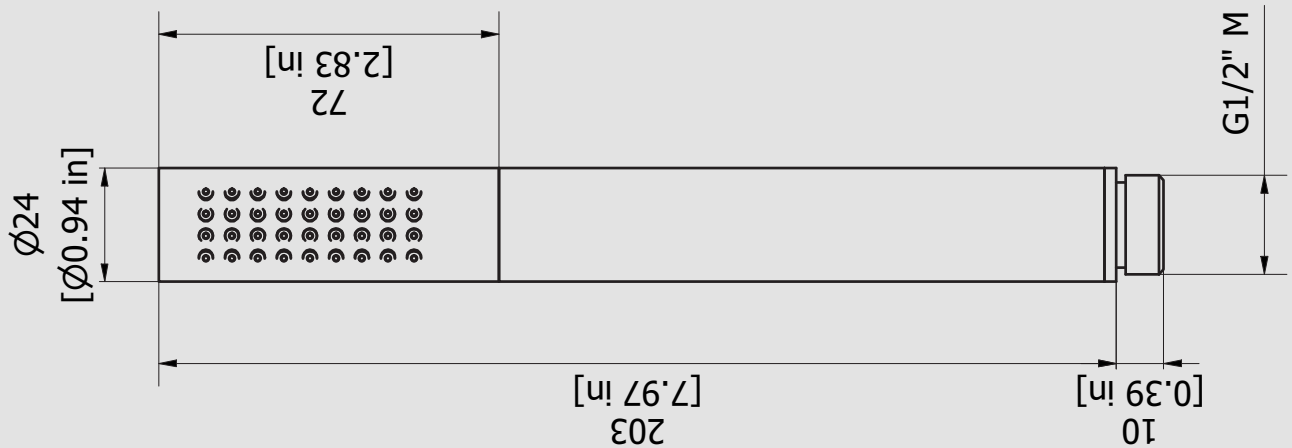 72
[2.83 in]
Ø24
[Ø0.94 in]
G1/2" M
203
[7.97 in]
10
[0.39 in]